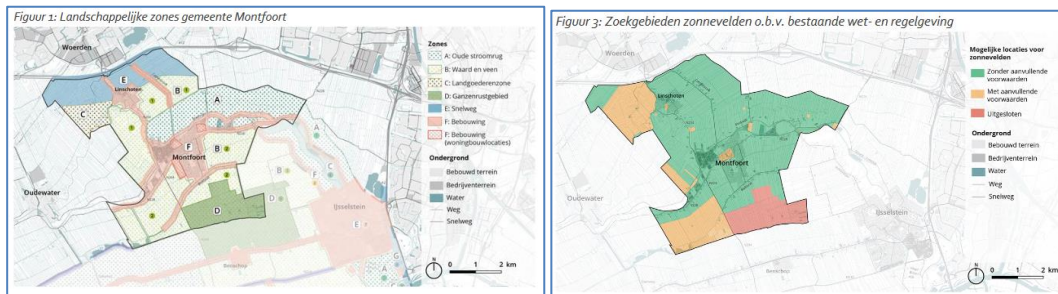 Figuur 1: Landschappelijke zones gemeente Montfoort
Woerden
Linschoten
Montfoort
Oudewater
IJsselstein
Benschop
A
B
C
D
E
F
Zones
A: Oude stroomrug
B: Waard en veen
C: Landgoederenzone
D: Ganzenrustgebied
E: Snelweg
F: Bebouwing
F: Bebouwing
(woningbouwlocaties)
Ondergrond
Bebouwd terrein
Bedrijventerrein
Water
Weg
Snelweg
N
0 1 2 km
Figuur 3: Zoekgebieden zonnevelden o.b.v. bestaande wet- en regelgeving
Woerden
Linschoten
Montfoort
Oudewater
IJsselstein
Benschop
Mogelijke locaties voor
zonnevelden
Zonder aanvullende
voorwaarden
Met aanvullende
voorwaarden
Uitgesloten
Ondergrond
Bebouwd terrein
Bedrijventerrein
Water
Weg
Snelweg
N
0 1 2 km